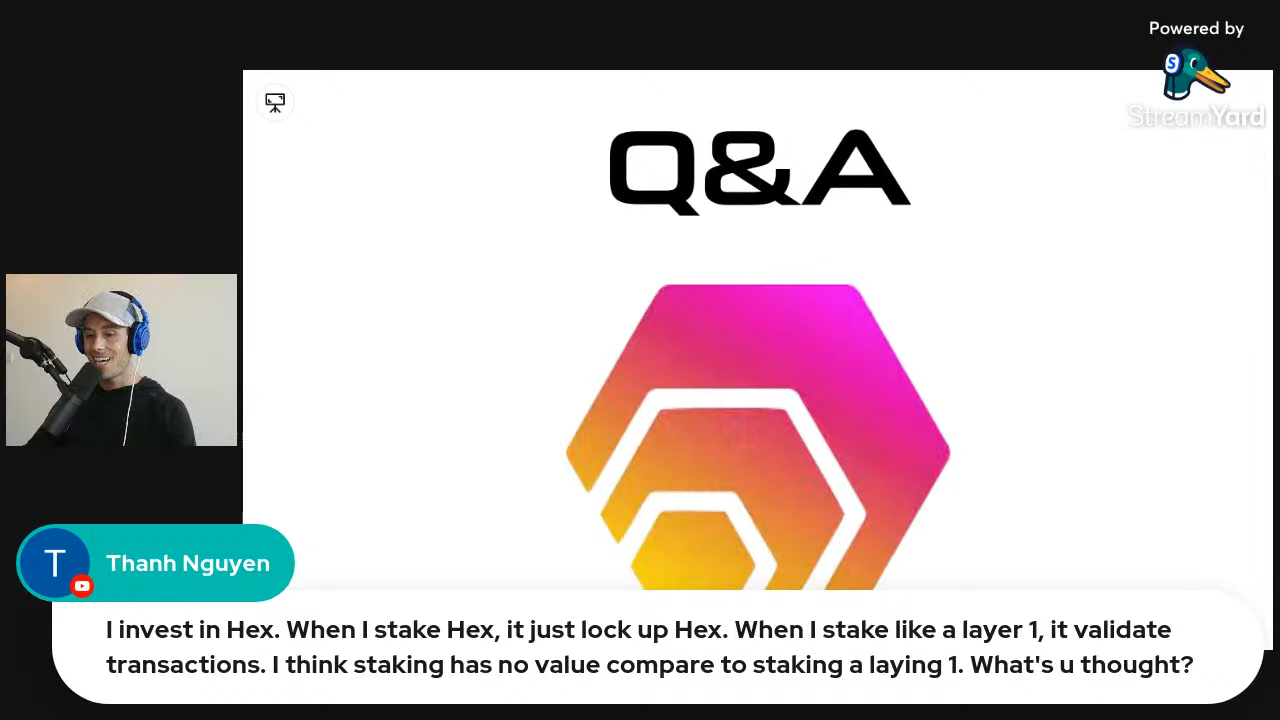 Powered by
S
StreamYard
Q&A
T
Thanh Nguyen
I invest in Hex. When I stake Hex, it just lock up Hex. When I stake like a layer 1, it validate
transactions. I think staking has no value compare to staking a laying 1. What's u thought?